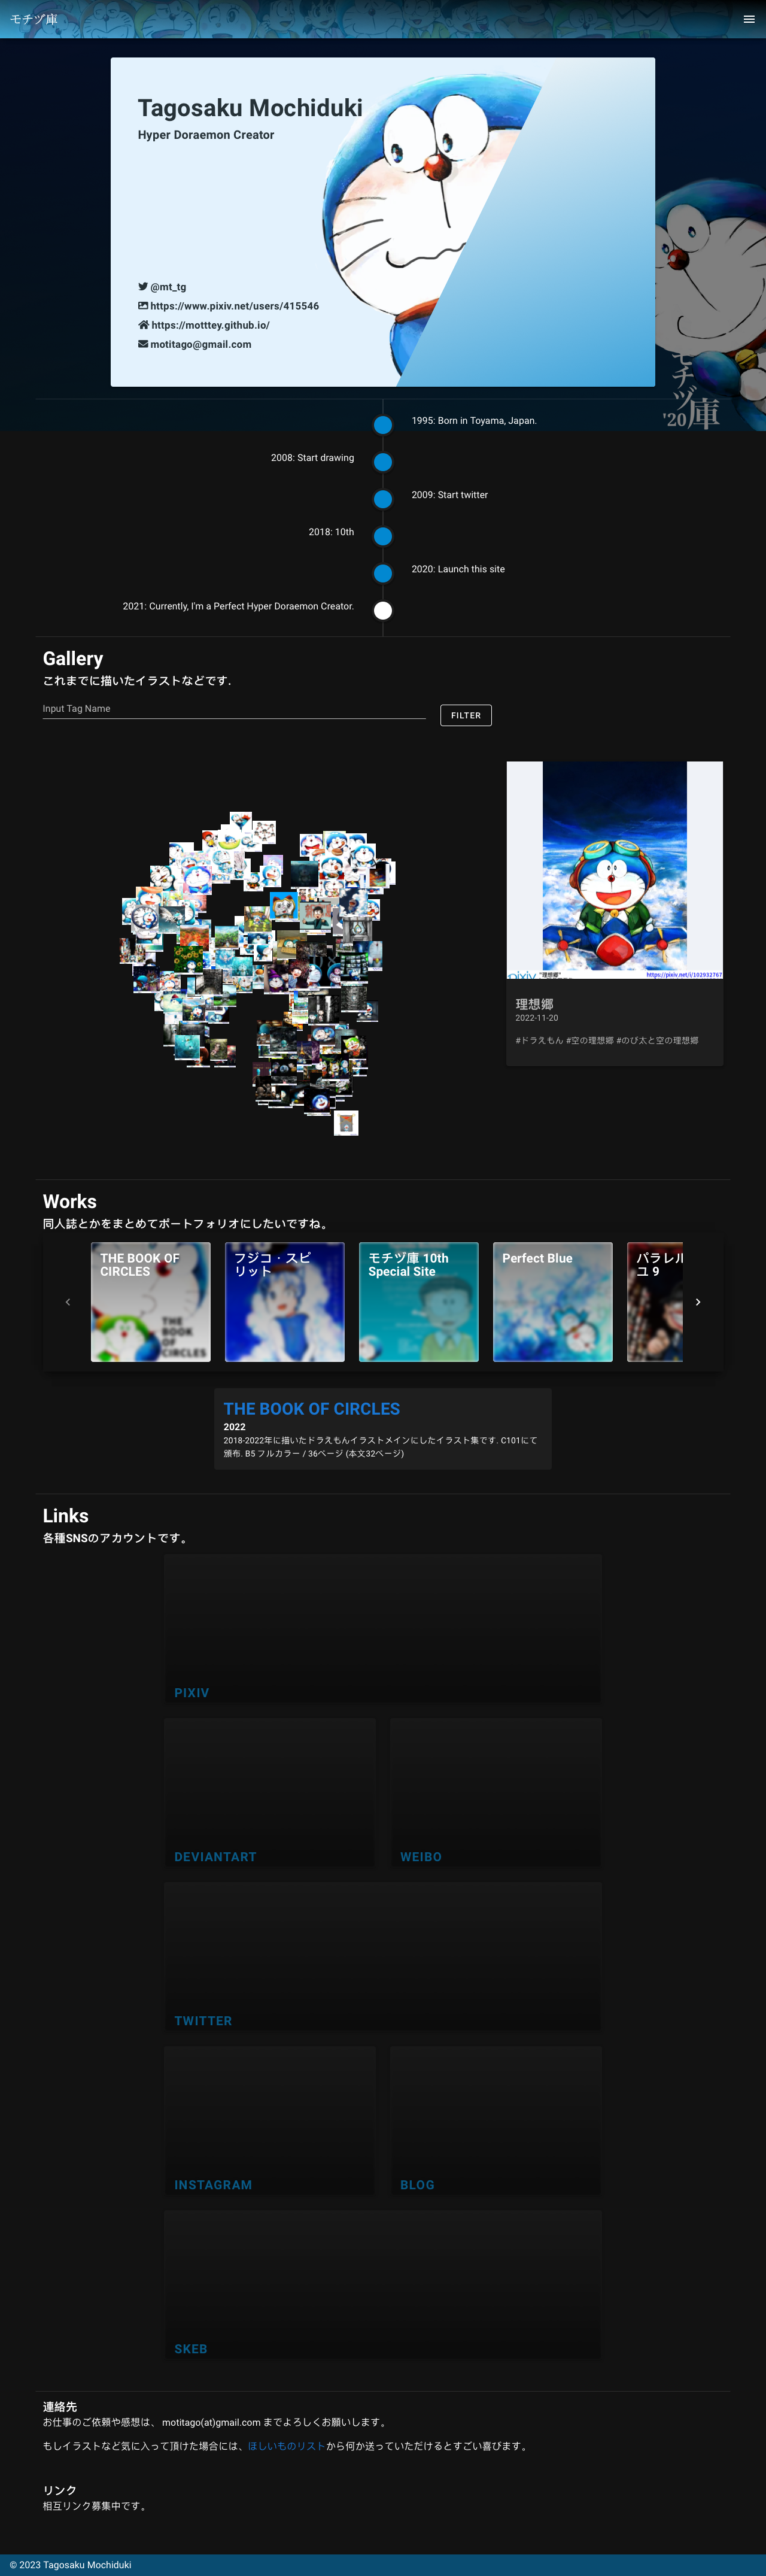 モチヅ庫
Tagosaku Mochiduki
Hyper Doraemon Creator
@mt_tg
https://www.pixiv.net/users/415546
https://motttey.github.io/
motitago@gmail.com
モチヅ庫
'20
1995: Born in Toyama, Japan.
2008: Start drawing
2009: Start twitter
2018: 10th
2020: Launch this site
2021: Currently, I'm a Perfect Hyper Doraemon Creator.
Gallery
これまでに描いたイラストなどです.
Input Tag Name
FILTER
pixiv "理想郷" https://pixiv.net/i/102932767
理想郷
2022-11-20
#ドラえもん #空の理想郷 #のび太と空の理想郷
Works
同人誌とかをまとめてポートフォリオにしたいですね。
THE BOOK OF
CIRCLES
THE
BOOK
OF
CIRCLES
フジコ・スピ
リット
モチヅ庫 10th
Special Site
Perfect Blue
パラレル
ユ 9
THE BOOK OF CIRCLES
2022
2018-2022年に描いたドラえもんイラストメインにしたイラスト集です. C101にて
頒布. B5 フルカラー / 36ページ (本文32ページ)
Links
各種SNSのアカウントです。
PIXIV
DEVIANTART
WEIBO
TWITTER
INSTAGRAM
BLOG
SKEB
連絡先
お仕事のご依頼や感想は、 motitago(at)gmail.com までよろしくお願いします。
もしイラストなど気に入って頂けた場合には、ほしいものリストから何か送っていただけるとすごい喜びます。
リンク
相互リンク募集中です。
© 2023 Tagosaku Mochiduki